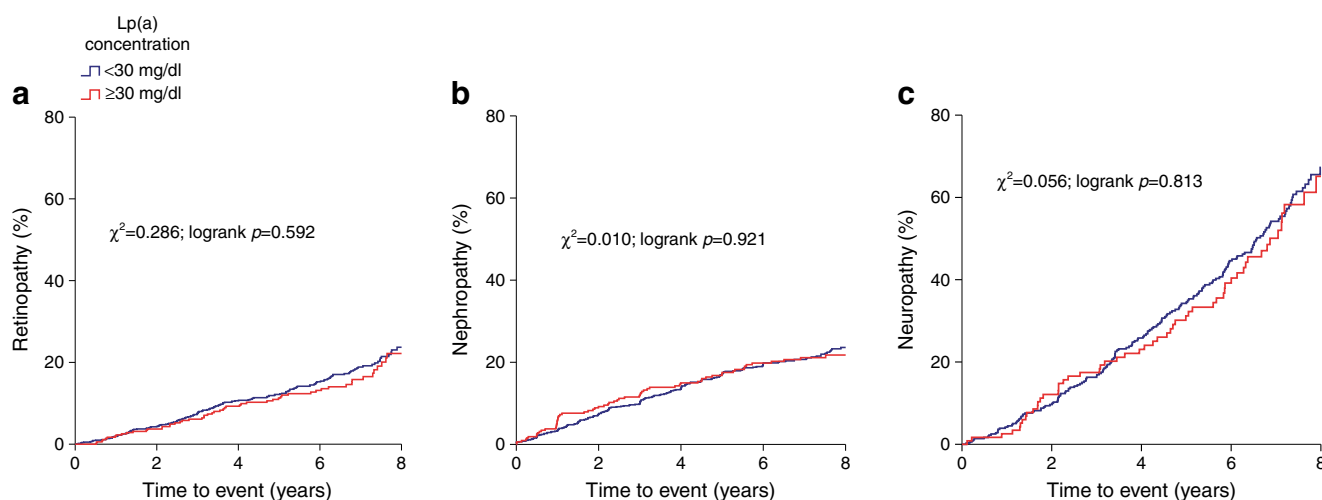 Lp(a)
concentration
<30 mg/dl
≥30 mg/dl
a
80
60
40
20
0
Retinopathy (%)
χ²=0.286; logrank p=0.592
0 2 4 6 8
Time to event (years)
b
80
60
40
20
0
Nephropathy (%)
χ²=0.010; logrank p=0.921
0 2 4 6 8
Time to event (years)
c
80
60
40
20
0
Neuropathy (%)
χ²=0.056; logrank p=0.813
0 2 4 6 8
Time to event (years)